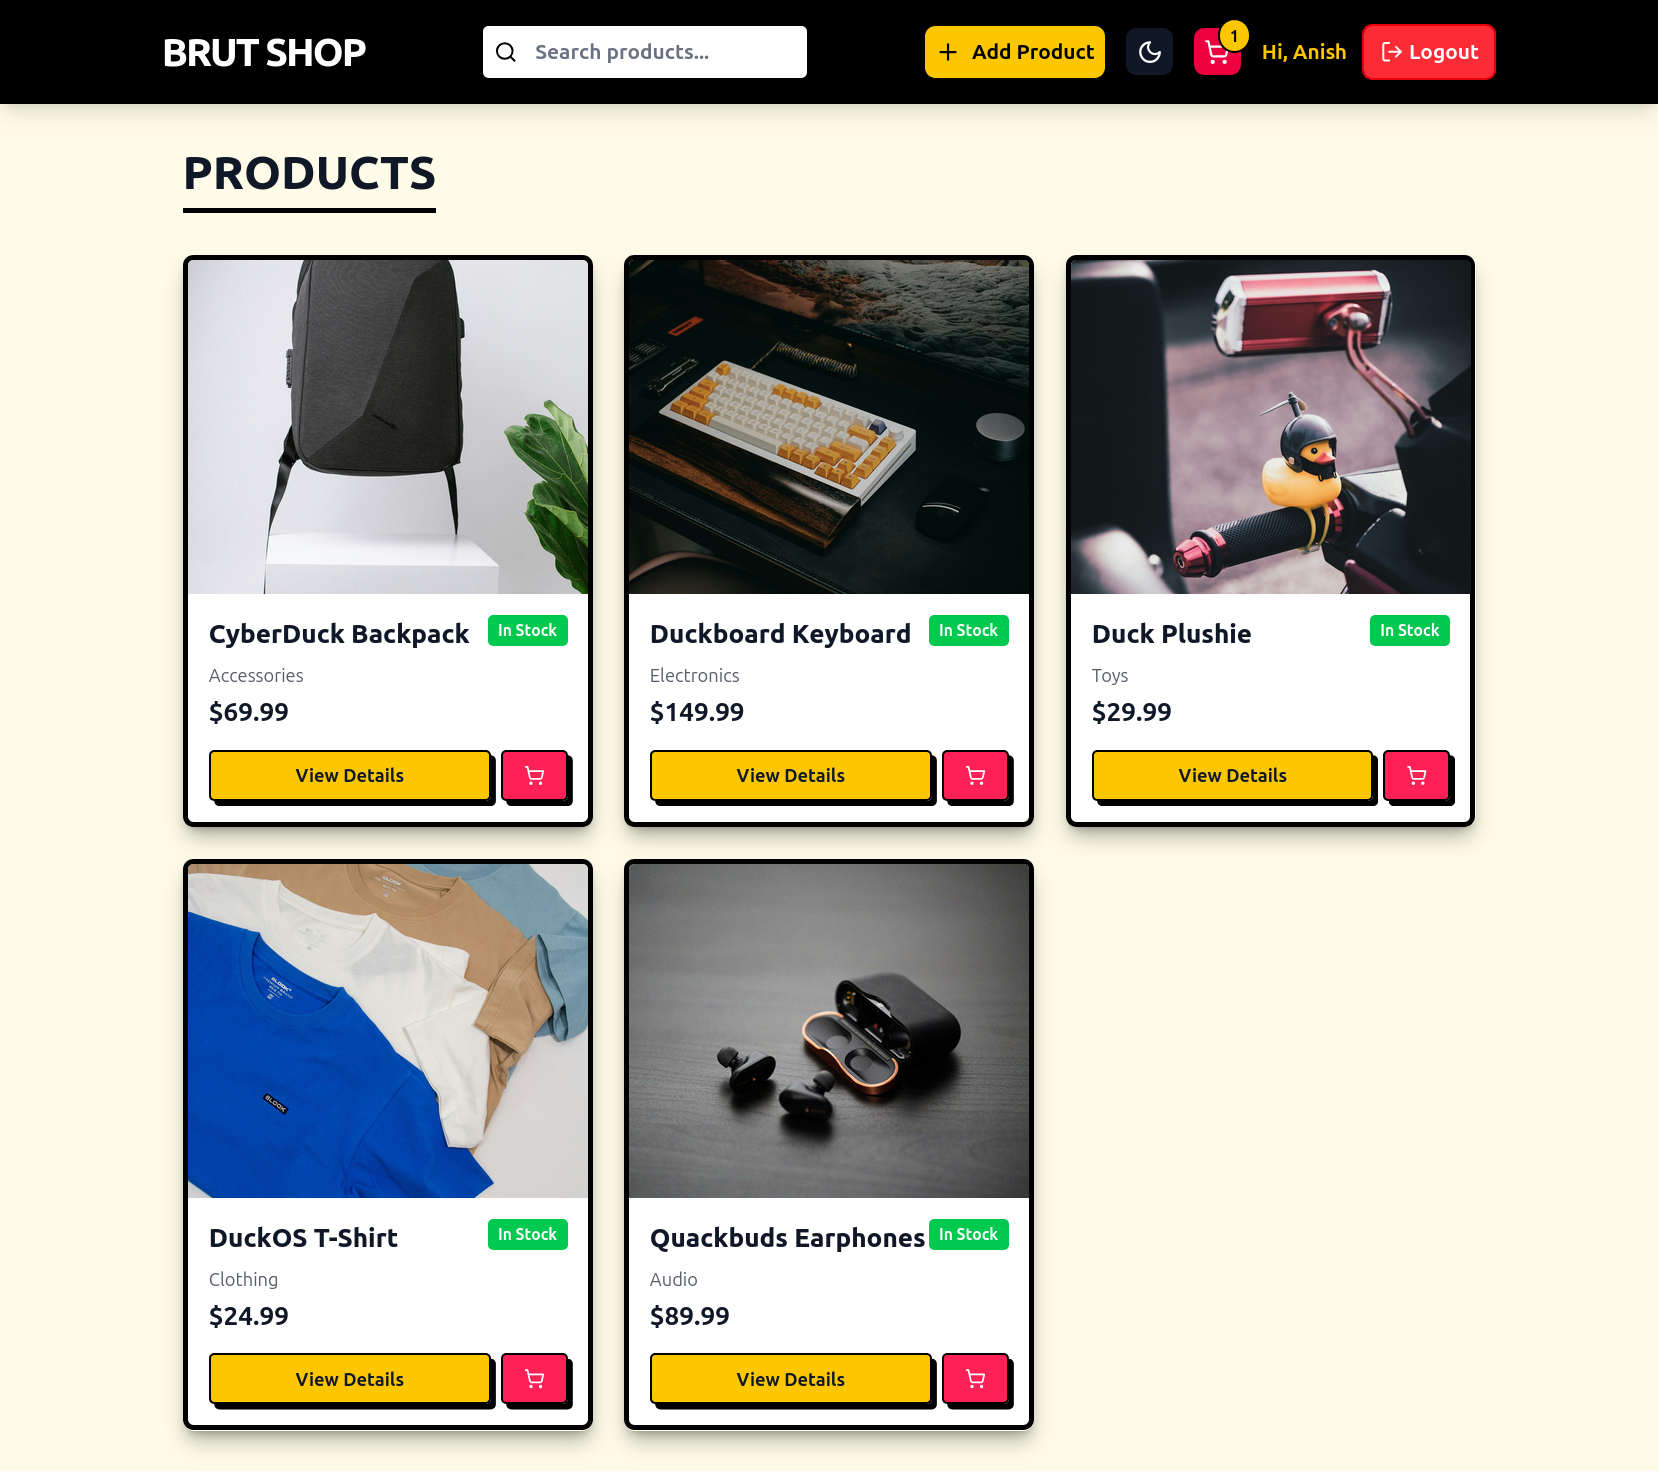 BRUT SHOP
Search products...
Add Product
1
Hi, Anish
Logout
PRODUCTS
CyberDuck Backpack
In Stock
Accessories
$69.99
View Details
Duckboard Keyboard
In Stock
Electronics
$149.99
View Details
Duck Plushie
In Stock
Toys
$29.99
View Details
DuckOS T-Shirt
In Stock
Clothing
$24.99
View Details
Quackbuds Earphones
In Stock
Audio
$89.99
View Details